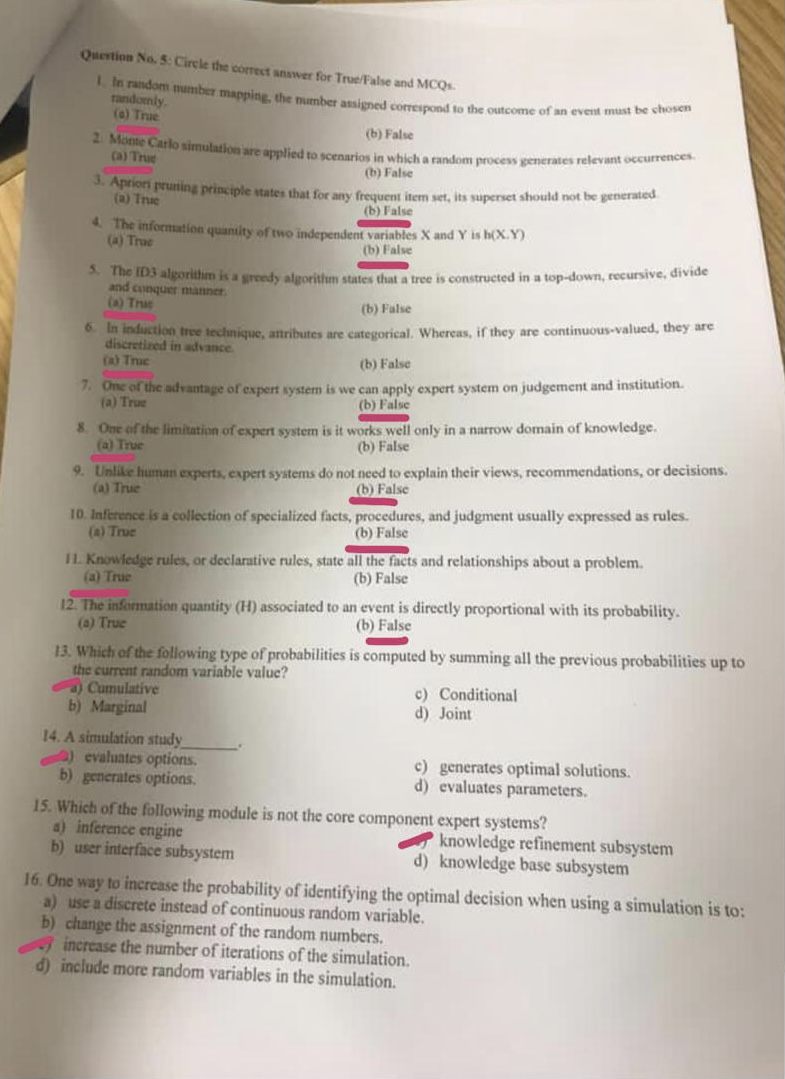 Question No. 5: Circle the correct answer for True/False and MCQs.
1. In random number mapping, the number assigned correspond to the outcome of an event must be chosen
randomly.
(a) True (b) False
2. Monte Carlo simulation are applied to scenarios in which a random process generates relevant occurrences.
(a) True (b) False
3. Apriori pruning principle states that for any frequent item set, its superset should not be generated.
(a) True (b) False
4. The information quantity of two independent variables X and Y is h(X.Y)
(a) True (b) False
5. The ID3 algorithm is a greedy algorithm states that a tree is constructed in a top-down, recursive, divide
and conquer manner.
(a) True (b) False
6. In induction tree technique, attributes are categorical. Whereas, if they are continuous-valued, they are
discretized in advance.
(a) True (b) False
7. One of the advantage of expert system is we can apply expert system on judgement and institution.
(a) True (b) False
8. One of the limitation of expert system is it works well only in a narrow domain of knowledge.
(a) True (b) False
9. Unlike human experts, expert systems do not need to explain their views, recommendations, or decisions.
(a) True (b) False
10. Inference is a collection of specialized facts, procedures, and judgment usually expressed as rules.
(a) True (b) False
11. Knowledge rules, or declarative rules, state all the facts and relationships about a problem.
(a) True (b) False
12. The information quantity (H) associated to an event is directly proportional with its probability.
(a) True (b) False
13. Which of the following type of probabilities is computed by summing all the previous probabilities up to
the current random variable value?
a) Cumulative c) Conditional
b) Marginal d) Joint
14. A simulation study_______.
a) evaluates options. c) generates optimal solutions.
b) generates options. d) evaluates parameters.
15. Which of the following module is not the core component expert systems?
a) inference engine knowledge refinement subsystem
b) user interface subsystem d) knowledge base subsystem
16. One way to increase the probability of identifying the optimal decision when using a simulation is to:
a) use a discrete instead of continuous random variable.
b) change the assignment of the random numbers.
increase the number of iterations of the simulation.
d) include more random variables in the simulation.